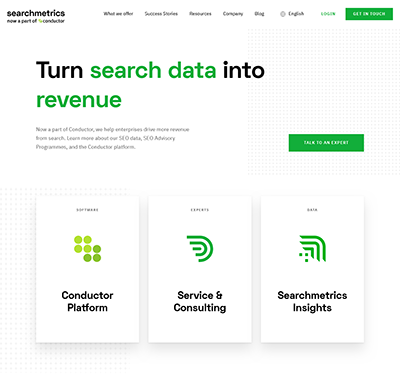 searchmetrics
now a part of conductor
What we offer
Success Stories
Resources
Company
Blog
English
LOGIN
GET IN TOUCH
Turn search data into
revenue
Now a part of Conductor, we help enterprises drive more revenue
from search. Learn more about our SEO data, SEO Advisory
Programmes, and the Conductor platform.
TALK TO AN EXPERT
SOFTWARE
Conductor
Platform
EXPERTS
Service &
Consulting
DATA
Searchmetrics
Insights